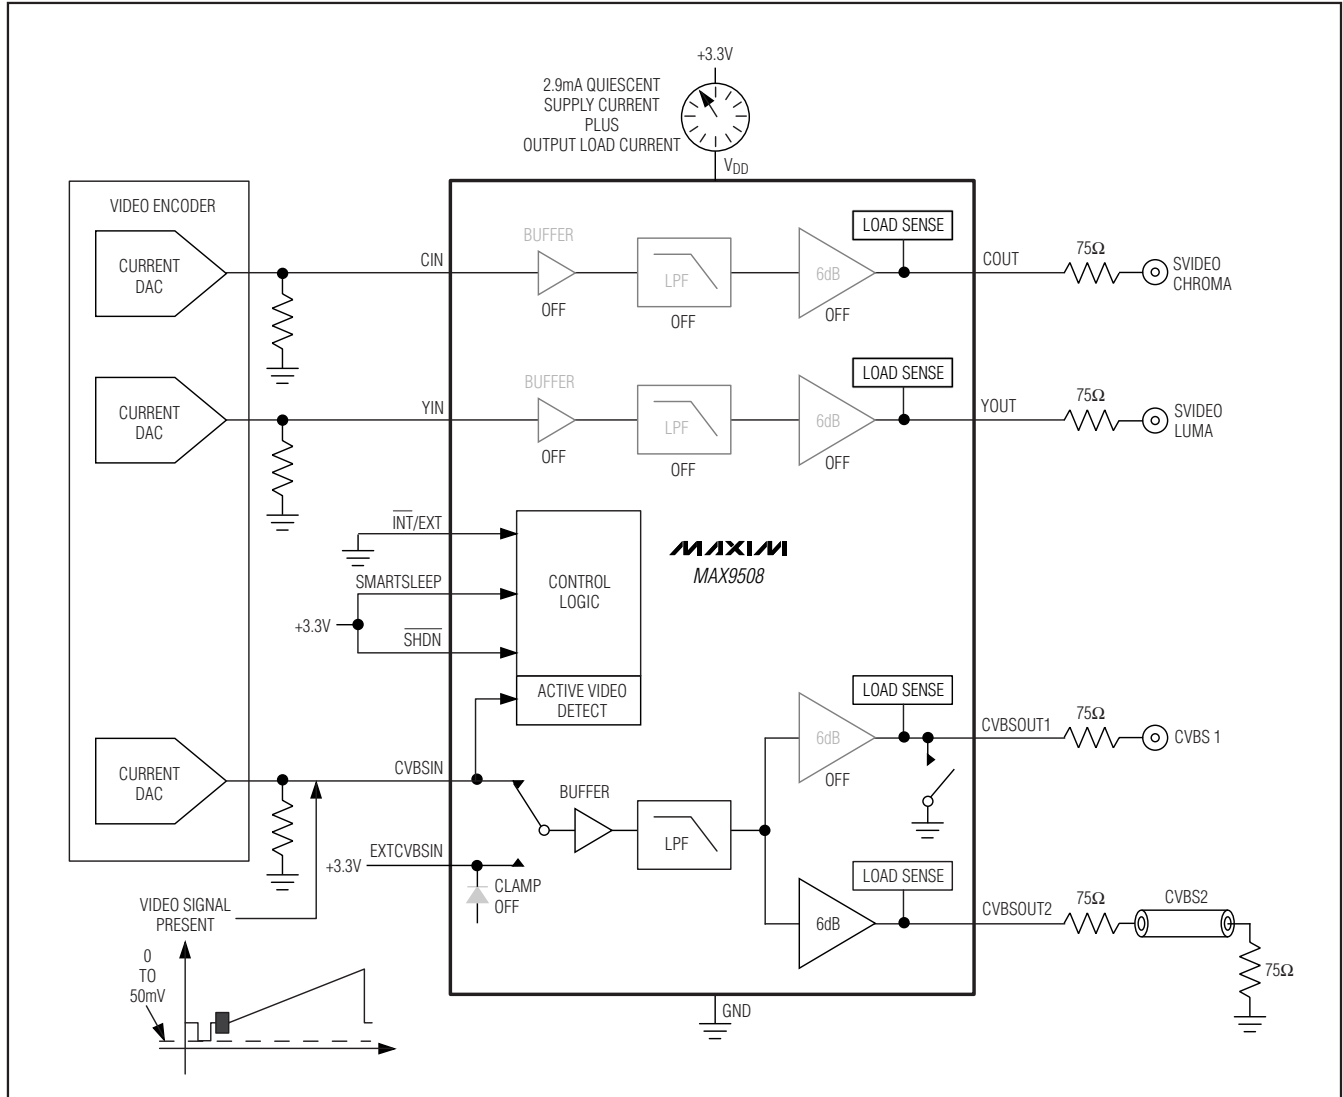 +3.3V
2.9mA QUIESCENT
SUPPLY CURRENT
PLUS
OUTPUT LOAD CURRENT
VDD
VIDEO ENCODER
CURRENT
DAC
CIN
BUFFER
OFF
LPF
OFF
6dB
OFF
LOAD SENSE
COUT
75Ω
SVIDEO
CHROMA
CURRENT
DAC
YIN
BUFFER
OFF
LPF
OFF
6dB
OFF
LOAD SENSE
YOUT
75Ω
SVIDEO
LUMA
INT/EXT
SMARTSLEEP
+3.3V
SHDN
CONTROL
LOGIC
ACTIVE VIDEO
DETECT
MAXIM
MAX9508
CURRENT
DAC
CVBSIN
BUFFER
LPF
6dB
OFF
LOAD SENSE
CVBSOUT1
75Ω
CVBS 1
+3.3V
EXTCVBSIN
CLAMP
OFF
6dB
LOAD SENSE
CVBSOUT2
75Ω
CVBS2
75Ω
VIDEO SIGNAL
PRESENT
0
TO
50mV
GND